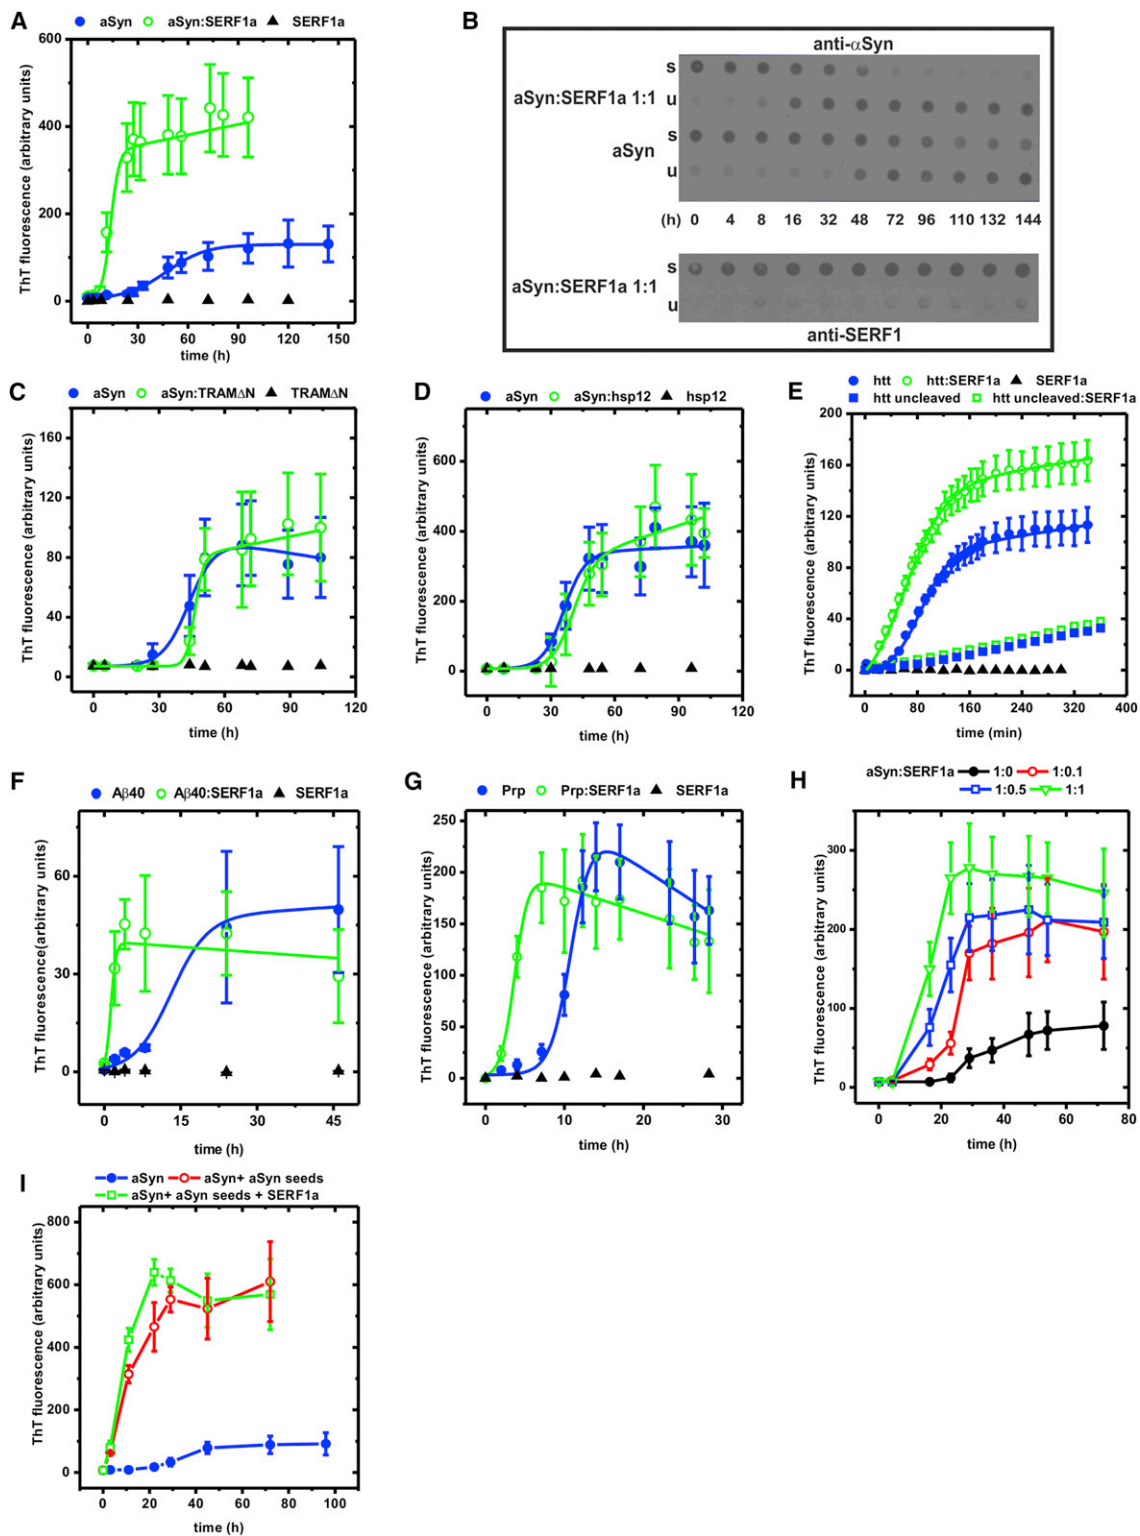 A
aSyn aSyn:SERF1a SERF1a
600
400
200
0
ThT fluorescence (arbitrary units)
0 30 60 90 120 150
time (h)
B
anti-αSyn
s
aSyn:SERF1a 1:1
u
s
aSyn
u
(h) 0 4 8 16 32 48 72 96 110 132 144
s
aSyn:SERF1a 1:1
u
anti-SERF1
C
aSyn aSyn:TRAMΔN TRAMΔN
160
120
80
40
0
ThT fluorescence (arbitrary units)
0 30 60 90 120
time (h)
D
aSyn aSyn:hsp12 hsp12
600
400
200
0
ThT fluorescence (arbitrary units)
0 30 60 90 120
time (h)
E
htt htt:SERF1a SERF1a
htt uncleaved htt uncleaved:SERF1a
200
160
120
80
40
0
ThT fluorescence (arbitrary units)
0 80 160 240 320 400
time (min)
F
Aβ40 Aβ40:SERF1a SERF1a
60
30
0
ThT fluorescence(arbitrary units)
0 15 30 45
time (h)
G
Prp Prp:SERF1a SERF1a
250
200
150
100
50
0
ThT fluorescence (arbitrary units)
0 10 20 30
time (h)
H
aSyn:SERF1a 1:0 1:0.1
1:0.5 1:1
300
200
100
0
ThT fluorescence (arbitrary units)
0 20 40 60 80
time (h)
I
aSyn aSyn+ aSyn seeds
aSyn+ aSyn seeds + SERF1a
800
600
400
200
0
ThT fluorescence (arbitrary units)
0 20 40 60 80 100
time (h)